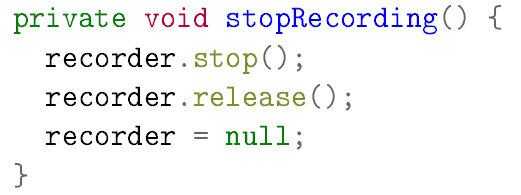 private void stopRecording() {
  recorder.stop();
  recorder.release();
  recorder = null;
}